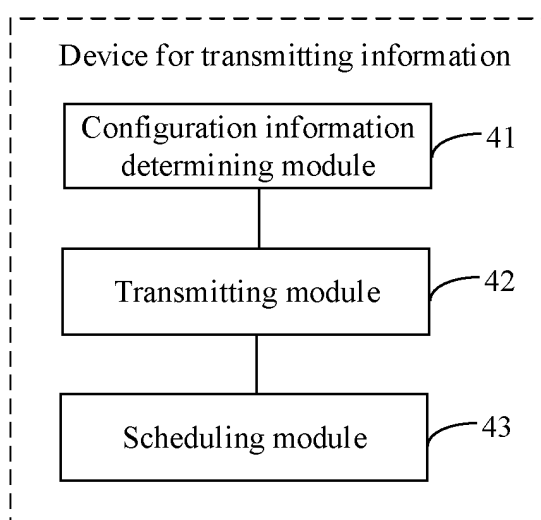 Device for transmitting information
Configuration information
determining module
41
Transmitting module
42
Scheduling module
43